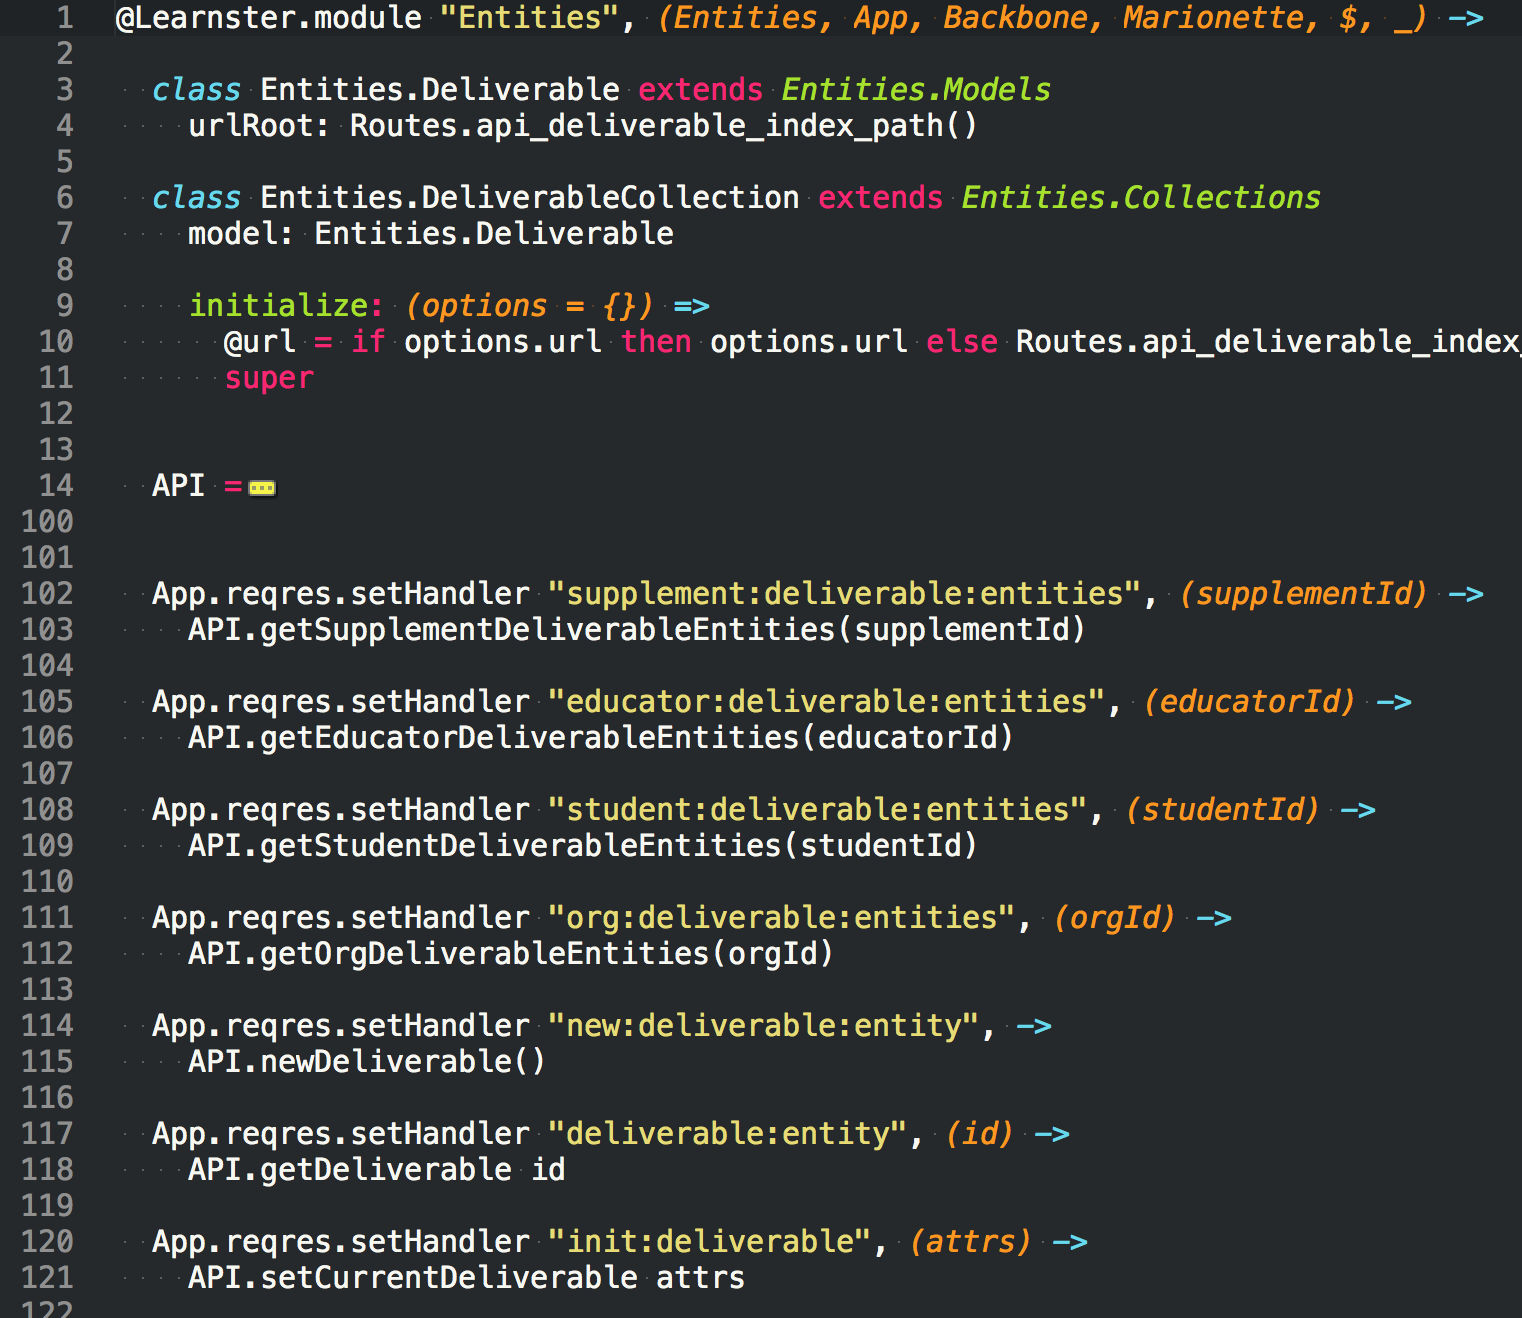 1 @Learnster.module "Entities", (Entities, App, Backbone, Marionette, $, _) ->
2
3 class Entities.Deliverable extends Entities.Models
4 urlRoot: Routes.api_deliverable_index_path()
5
6 class Entities.DeliverableCollection extends Entities.Collections
7 model: Entities.Deliverable
8
9 initialize: (options = {}) =>
10 @url = if options.url then options.url else Routes.api_deliverable_index_
11 super
12
13
14 API =
100
101
102 App.reqres.setHandler "supplement:deliverable:entities", (supplementId) ->
103 API.getSupplementDeliverableEntities(supplementId)
104
105 App.reqres.setHandler "educator:deliverable:entities", (educatorId) ->
106 API.getEducatorDeliverableEntities(educatorId)
107
108 App.reqres.setHandler "student:deliverable:entities", (studentId) ->
109 API.getStudentDeliverableEntities(studentId)
110
111 App.reqres.setHandler "org:deliverable:entities", (orgId) ->
112 API.getOrgDeliverableEntities(orgId)
113
114 App.reqres.setHandler "new:deliverable:entity", ->
115 API.newDeliverable()
116
117 App.reqres.setHandler "deliverable:entity", (id) ->
118 API.getDeliverable id
119
120 App.reqres.setHandler "init:deliverable", (attrs) ->
121 API.setCurrentDeliverable attrs
122